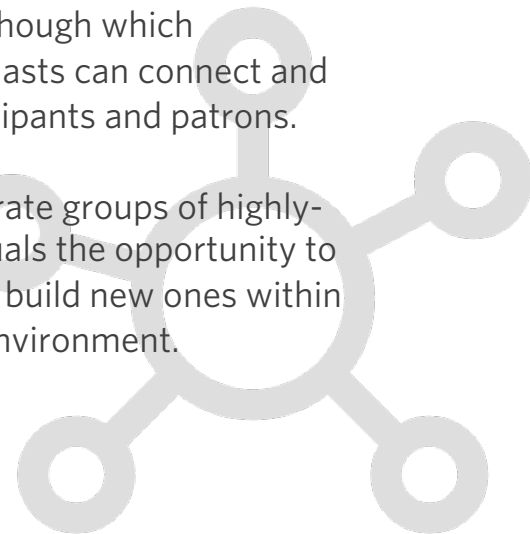 hough which
asts can connect and
ipants and patrons.
rate groups of highly-
uals the opportunity to
build new ones within
nvironment.